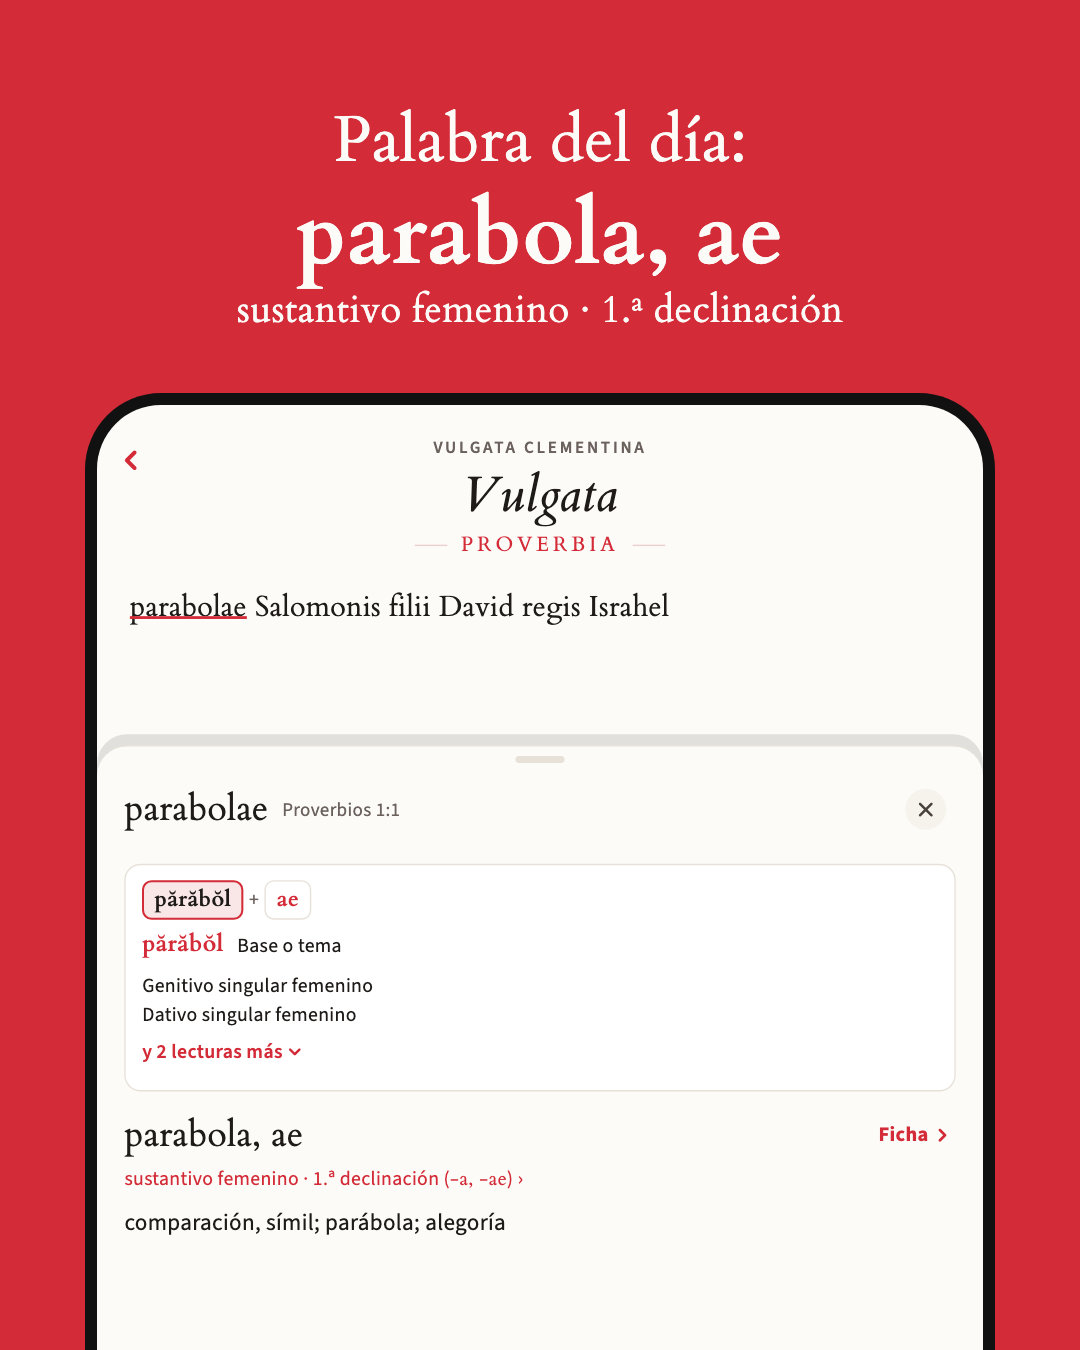 Palabra del día:
parabola, ae
sustantivo femenino · 1.ª declinación
VULGATA CLEMENTINA
Vulgata
PROVERBIA
parabolae Salomonis filii David regis Israhel
parabolae Proverbios 1:1
părăbŏl + ae
părăbŏl Base o tema
Genitivo singular femenino
Dativo singular femenino
y 2 lecturas más
parabola, ae Ficha
sustantivo femenino · 1.ª declinación (–a, –ae) ›
comparación, símil; parábola; alegoría